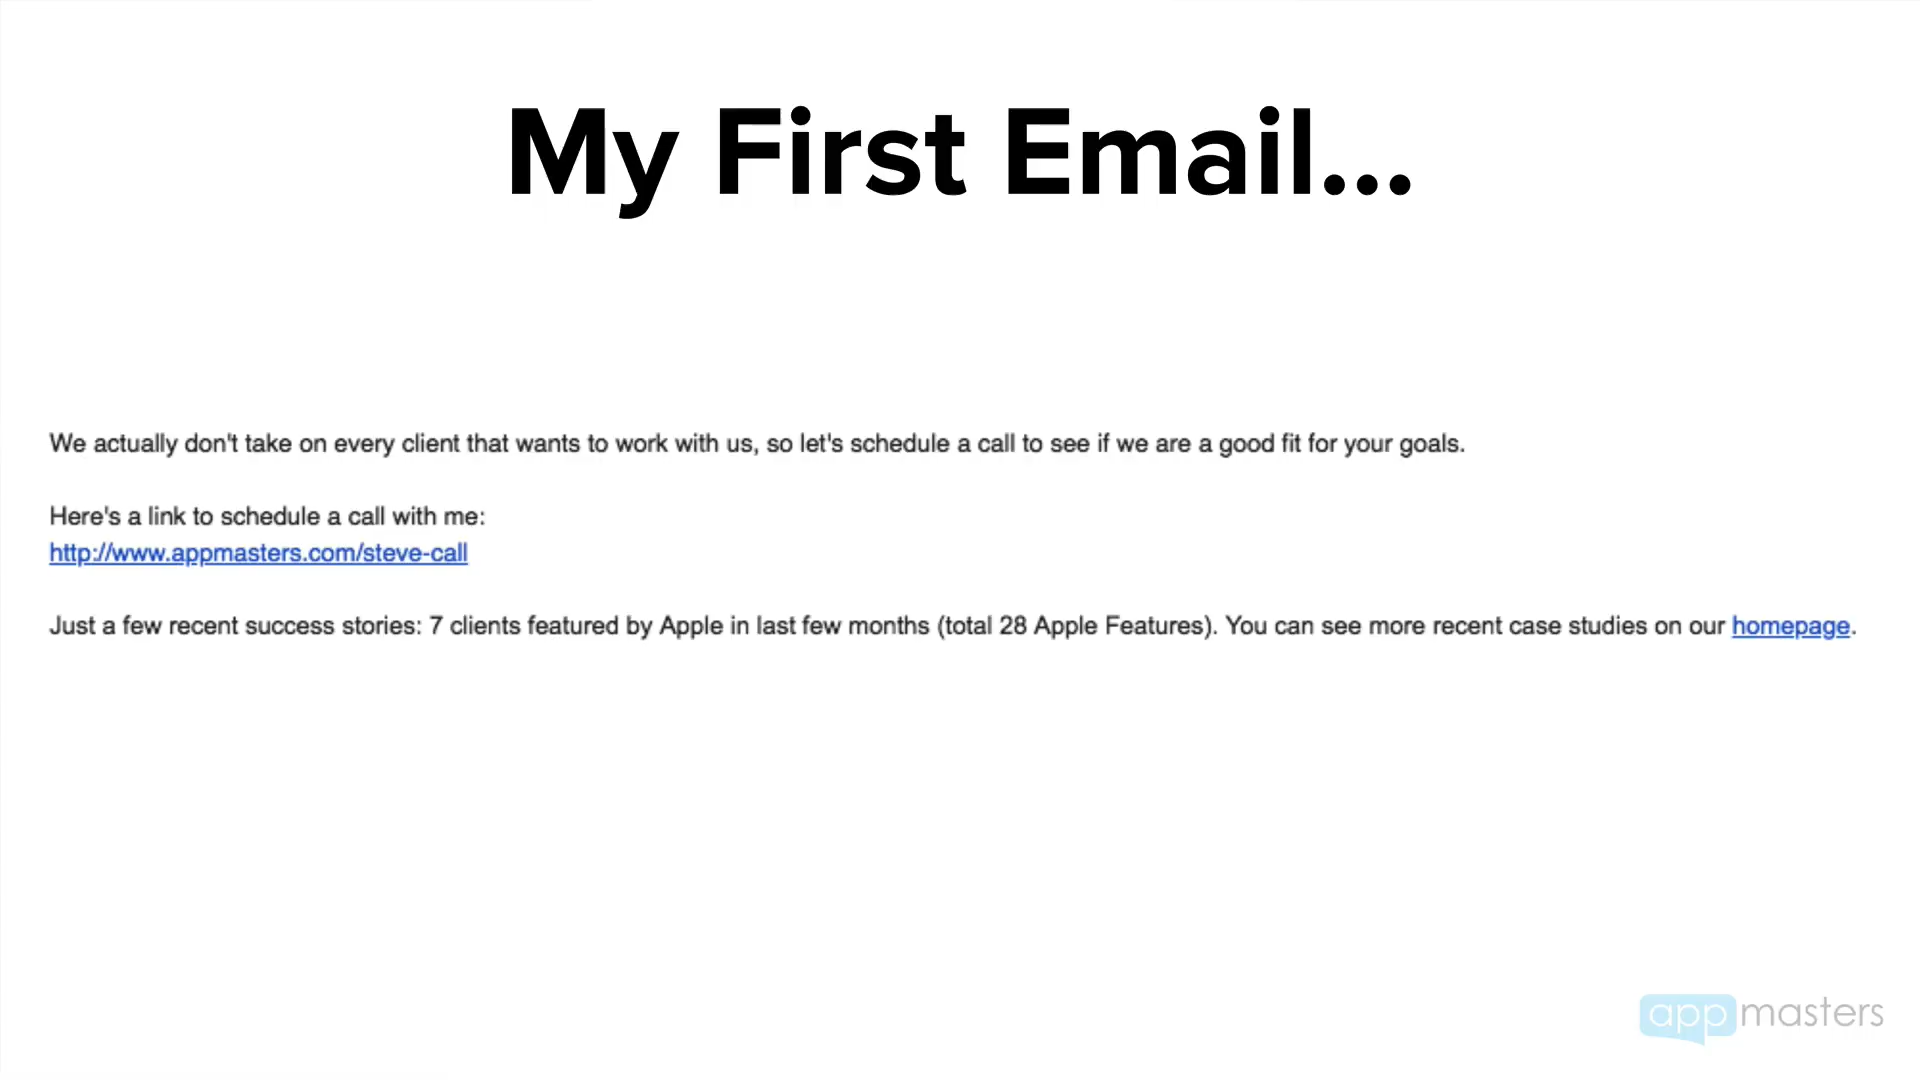 My First Email...
We actually don't take on every client that wants to work with us, so let's schedule a call to see if we are a good fit for your goals.
Here's a link to schedule a call with me:
http://www.appmasters.com/steve-call
Just a few recent success stories: 7 clients featured by Apple in last few months (total 28 Apple Features). You can see more recent case studies on our homepage.
app masters